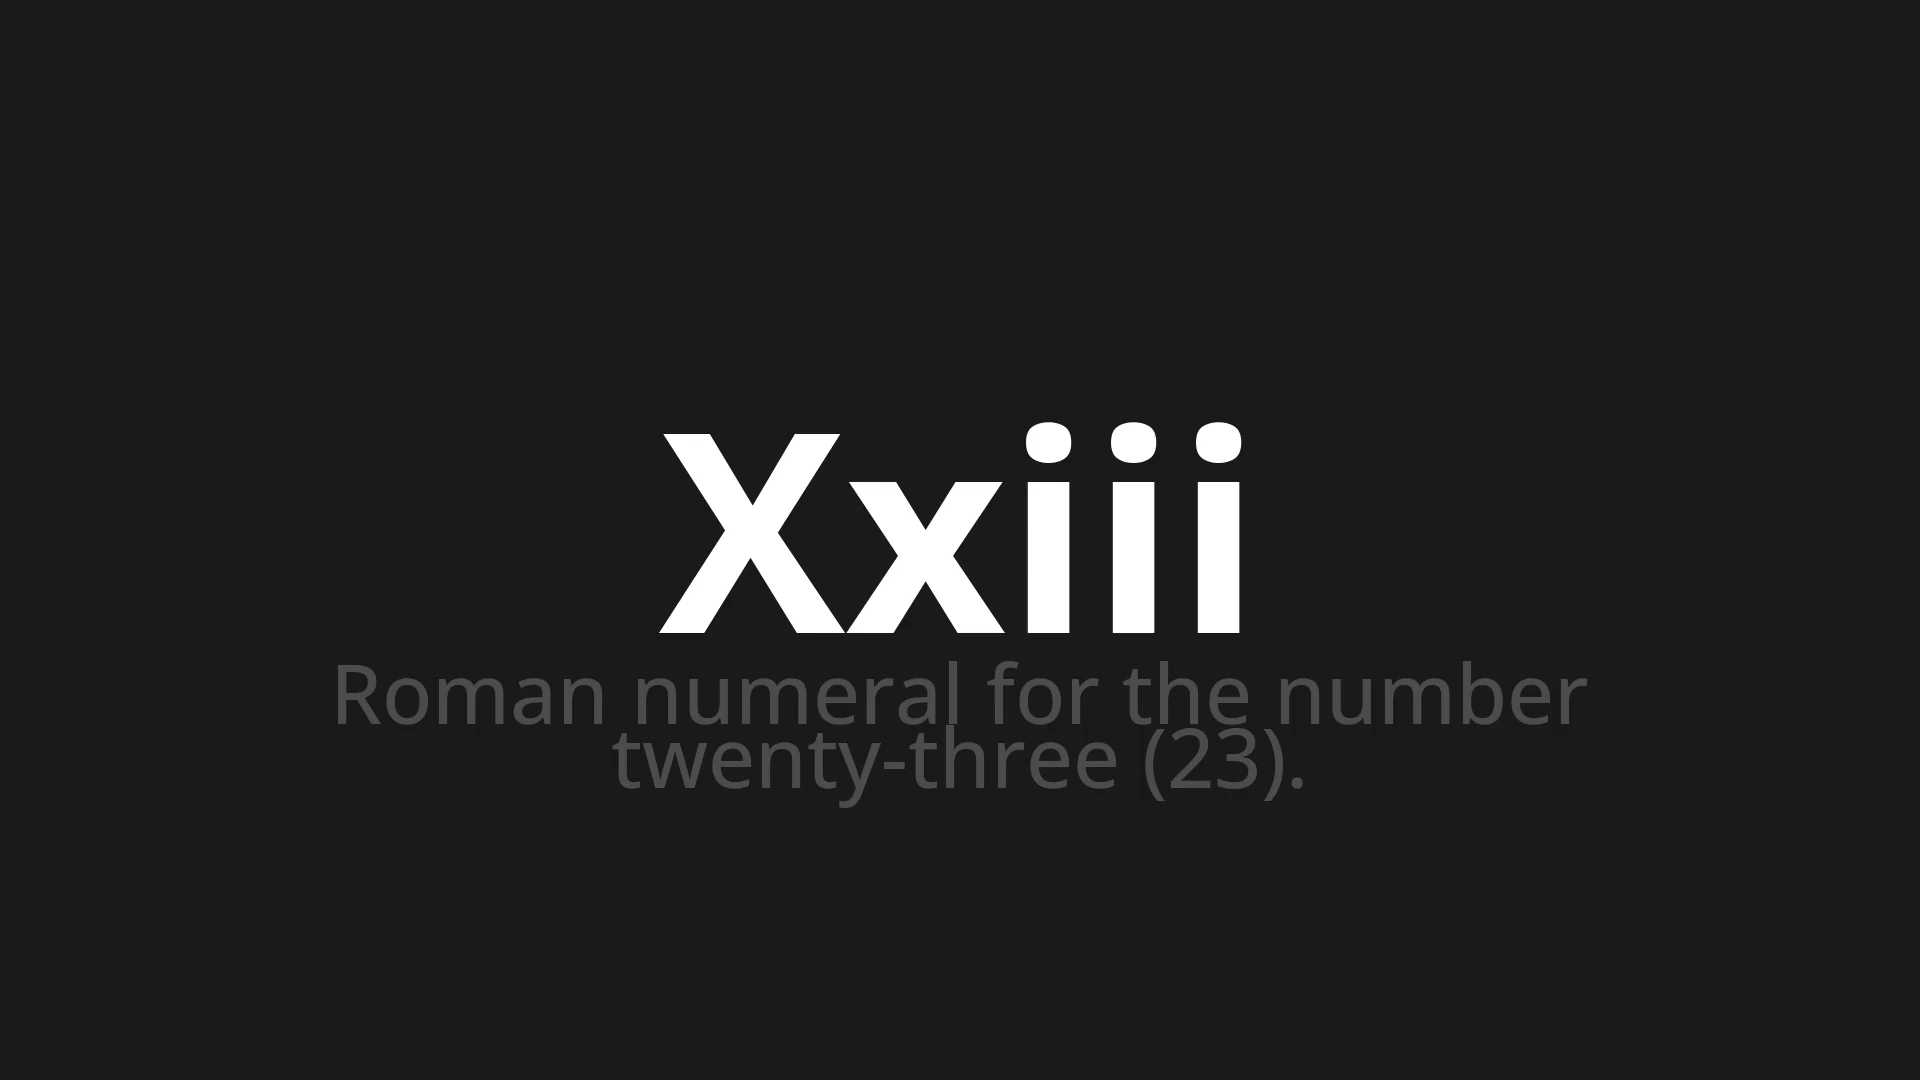 Xxiii
Roman numeral for the number
twenty-three (23).